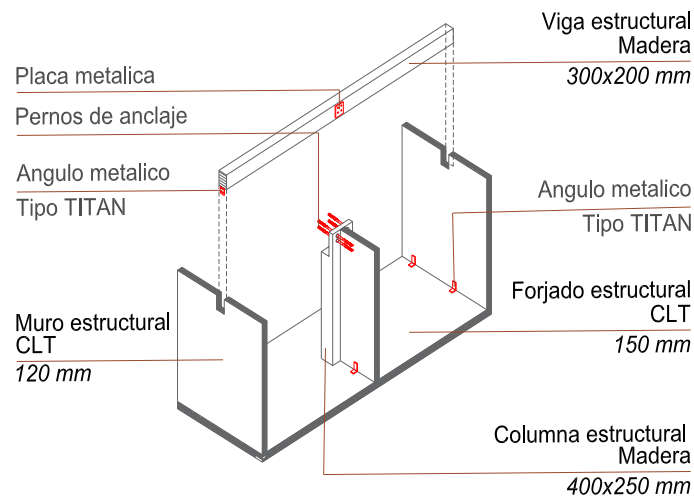 Viga estructural
Madera
300x200 mm
Placa metalica
Pernos de anclaje
Angulo metalico
Tipo TITAN
Angulo metalico
Tipo TITAN
Forjado estructural
CLT
150 mm
Muro estructural
CLT
120 mm
Columna estructural
Madera
400x250 mm